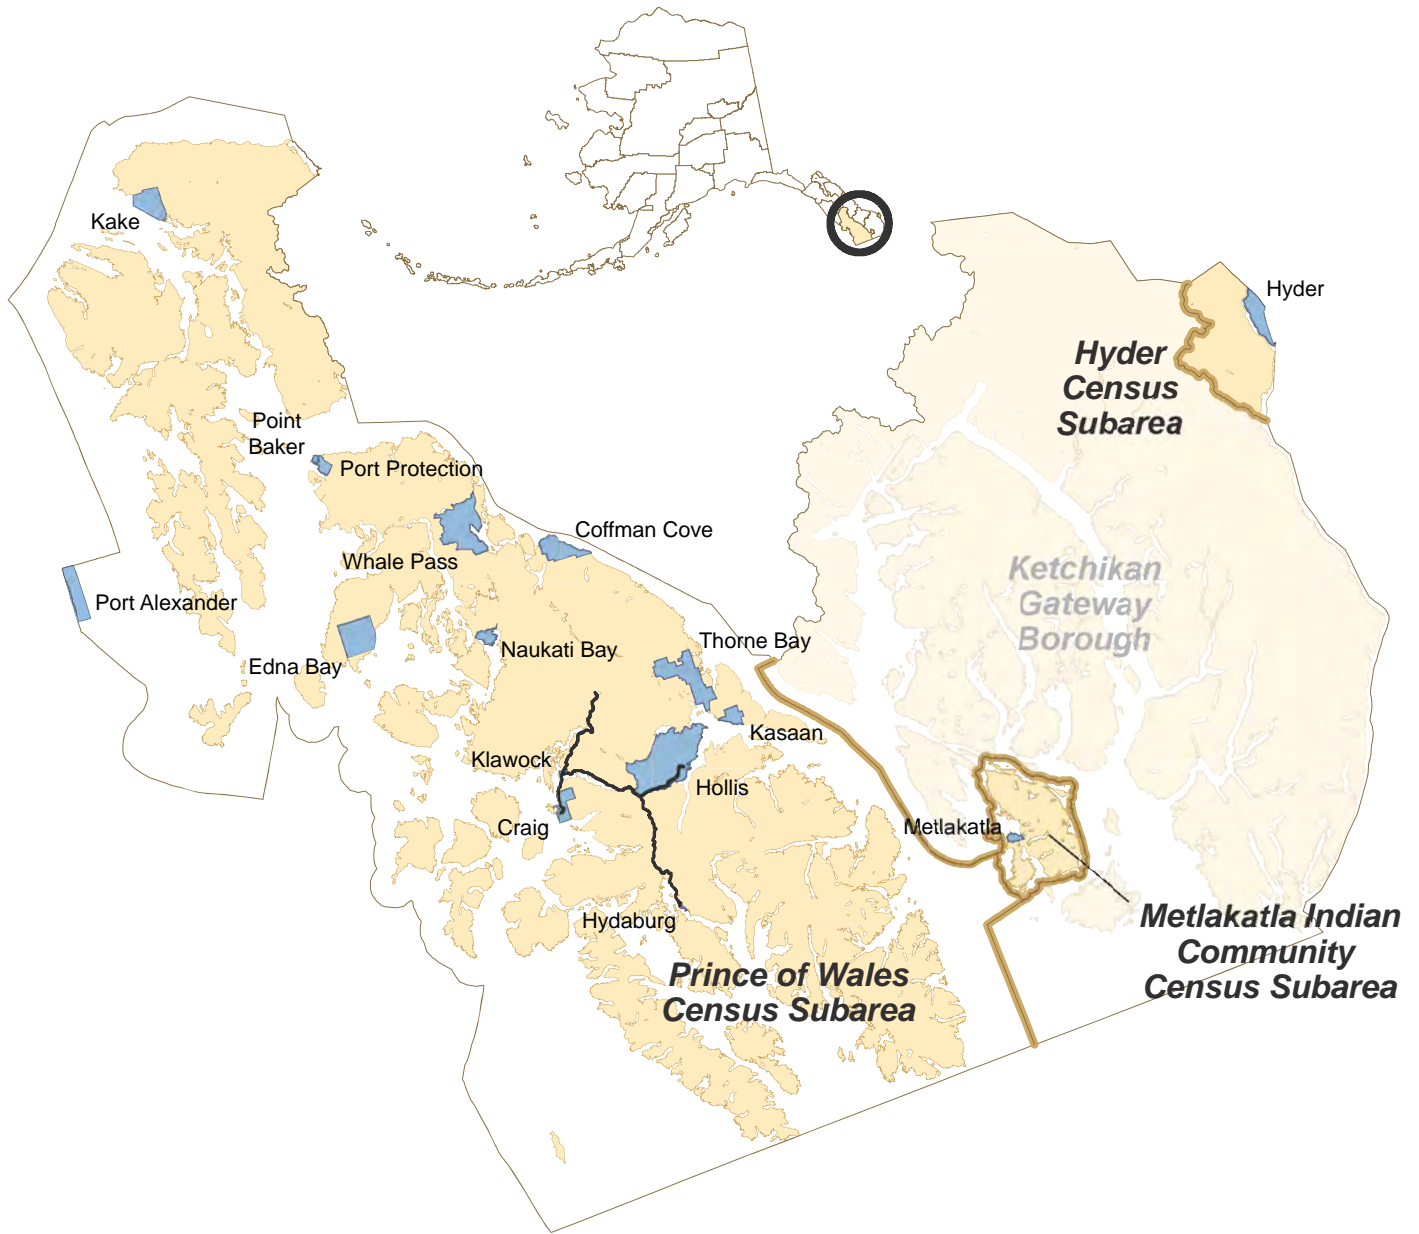 Kake
Hyder
Hyder
Census
Subarea
Point
Baker
Port Protection
Coffman Cove
Whale Pass
Ketchikan
Gateway
Borough
Port Alexander
Naukati Bay
Thorne Bay
Edna Bay
Kasaan
Klawock
Hollis
Craig
Metlakatla
Hydaburg
Metlakatla Indian
Community
Census Subarea
Prince of Wales
Census Subarea